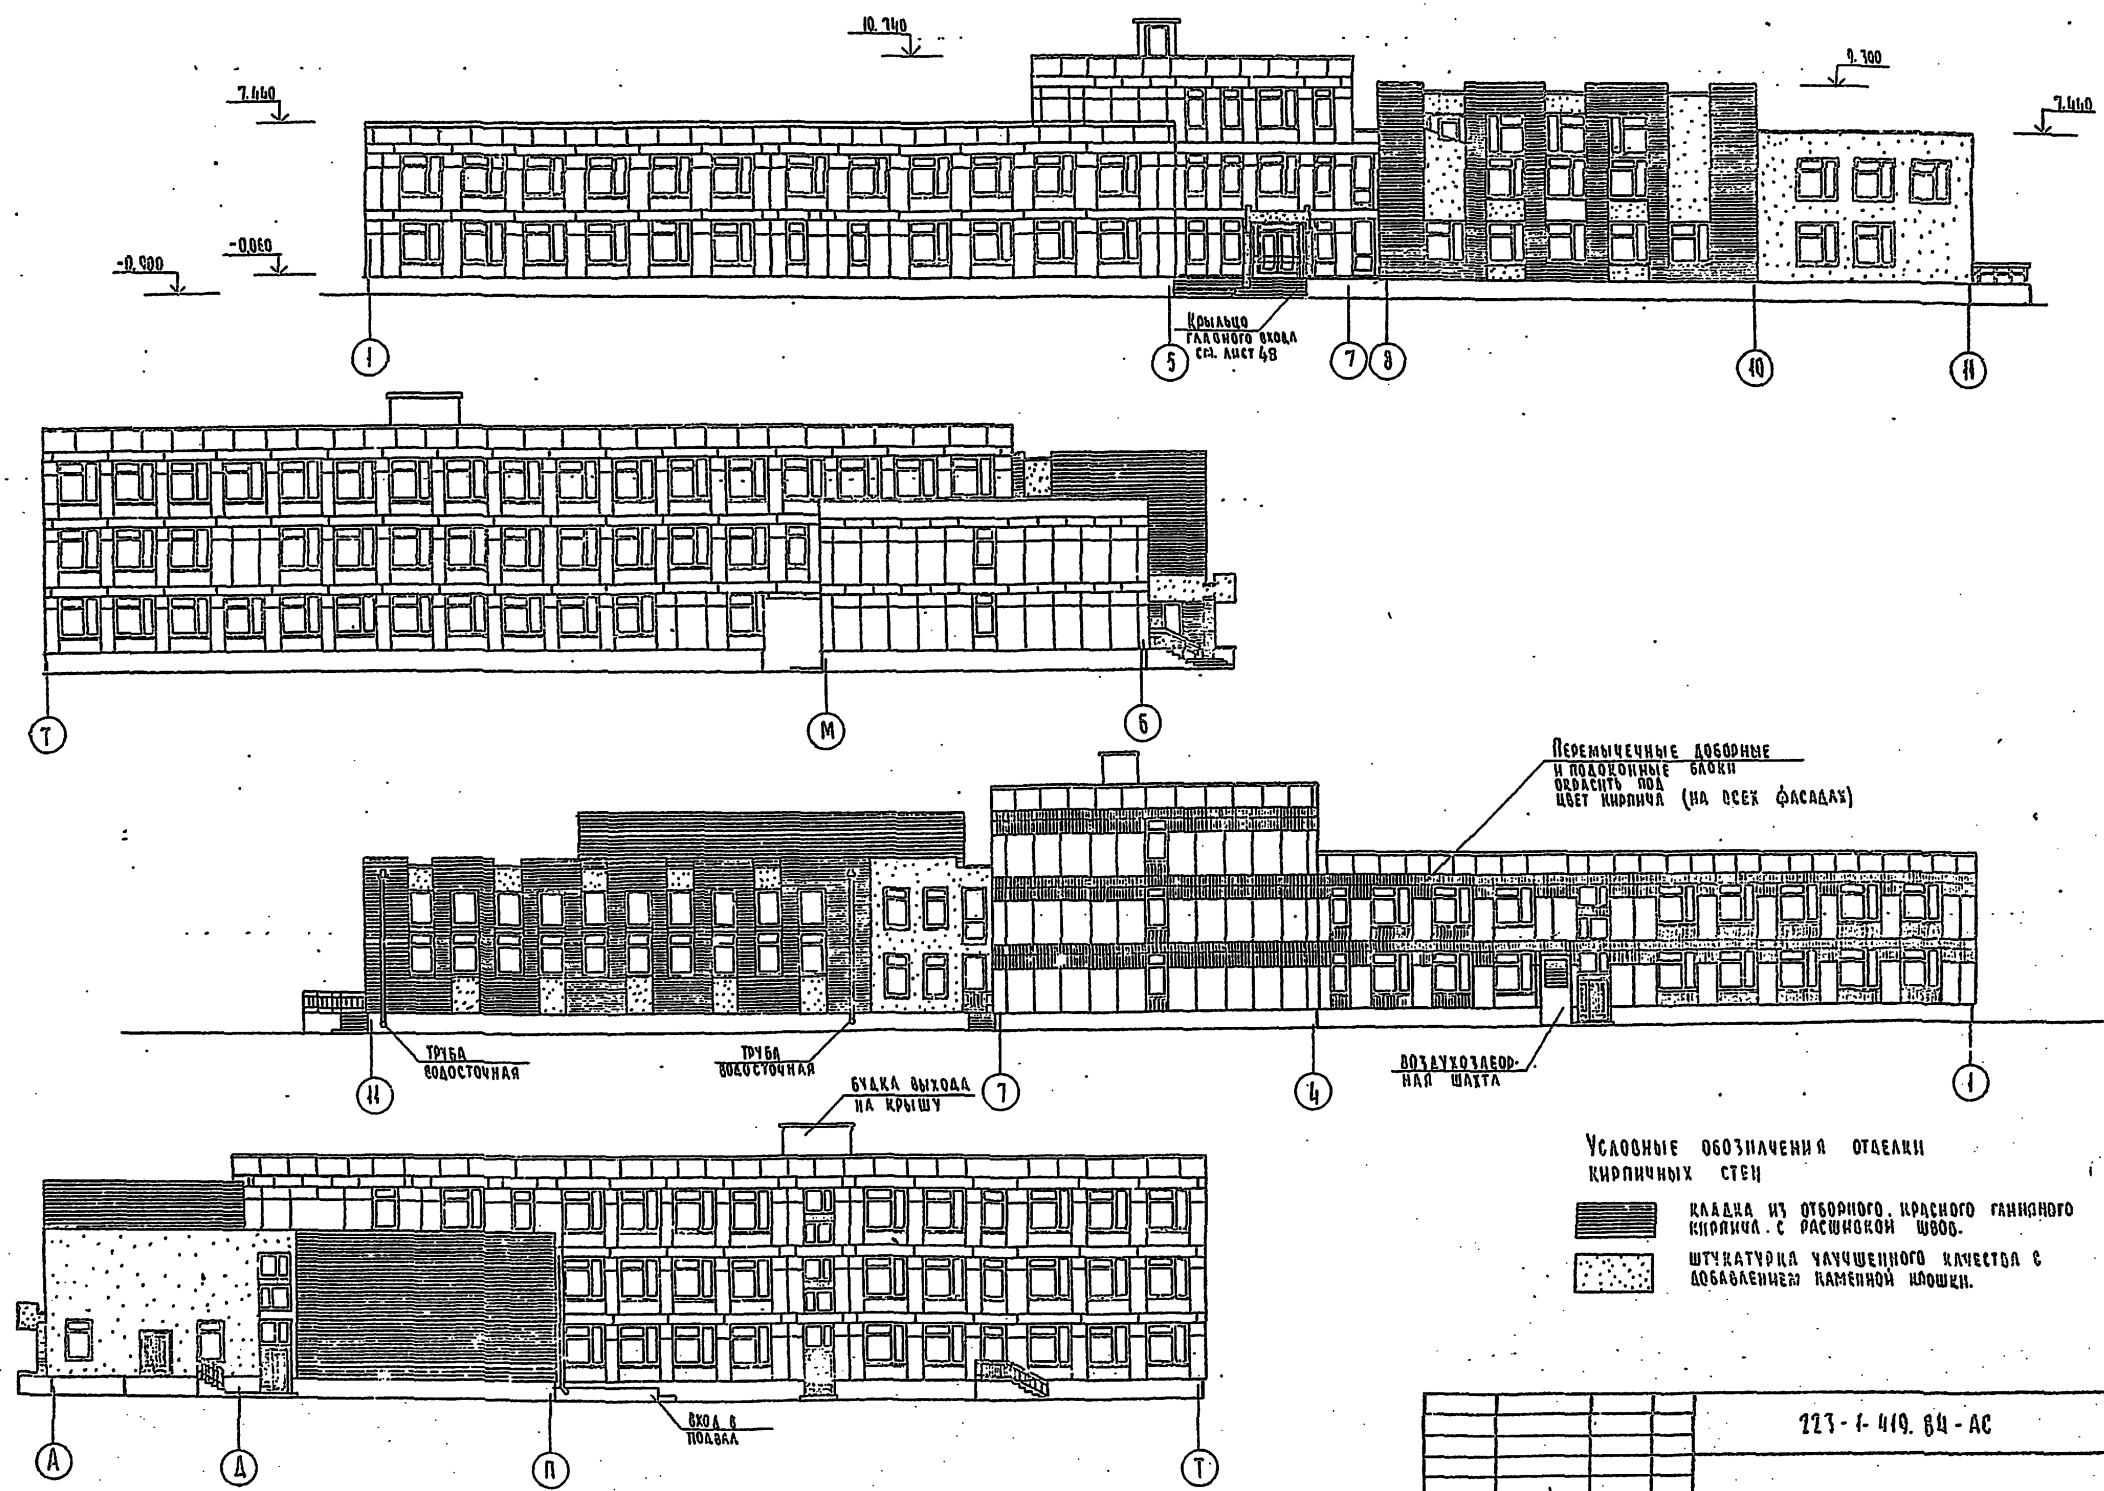 10.740
9.300
7.440
7.440
-0.060
-0.900
Крыльцо
главного входа
см. лист 48
1
5
7
8
10
11
Т
М
Б
Перемычечные доборные
и подоконные блоки
окрасить под
цвет кирпича (на всех фасадах)
труба
водосточная
труба
водосточная
воздухозабор-
ная шахта
11
7
4
1
будка выхода
на крышу
Условные обозначения отделки
кирпичных стен
кладка из отборного красного глиняного
кирпича с расшивкой швов.
штукатурка улучшенного качества с
добавлением каменной крошки.
вход в
подвал
А
Д
П
Т
223-1-419.84-АС